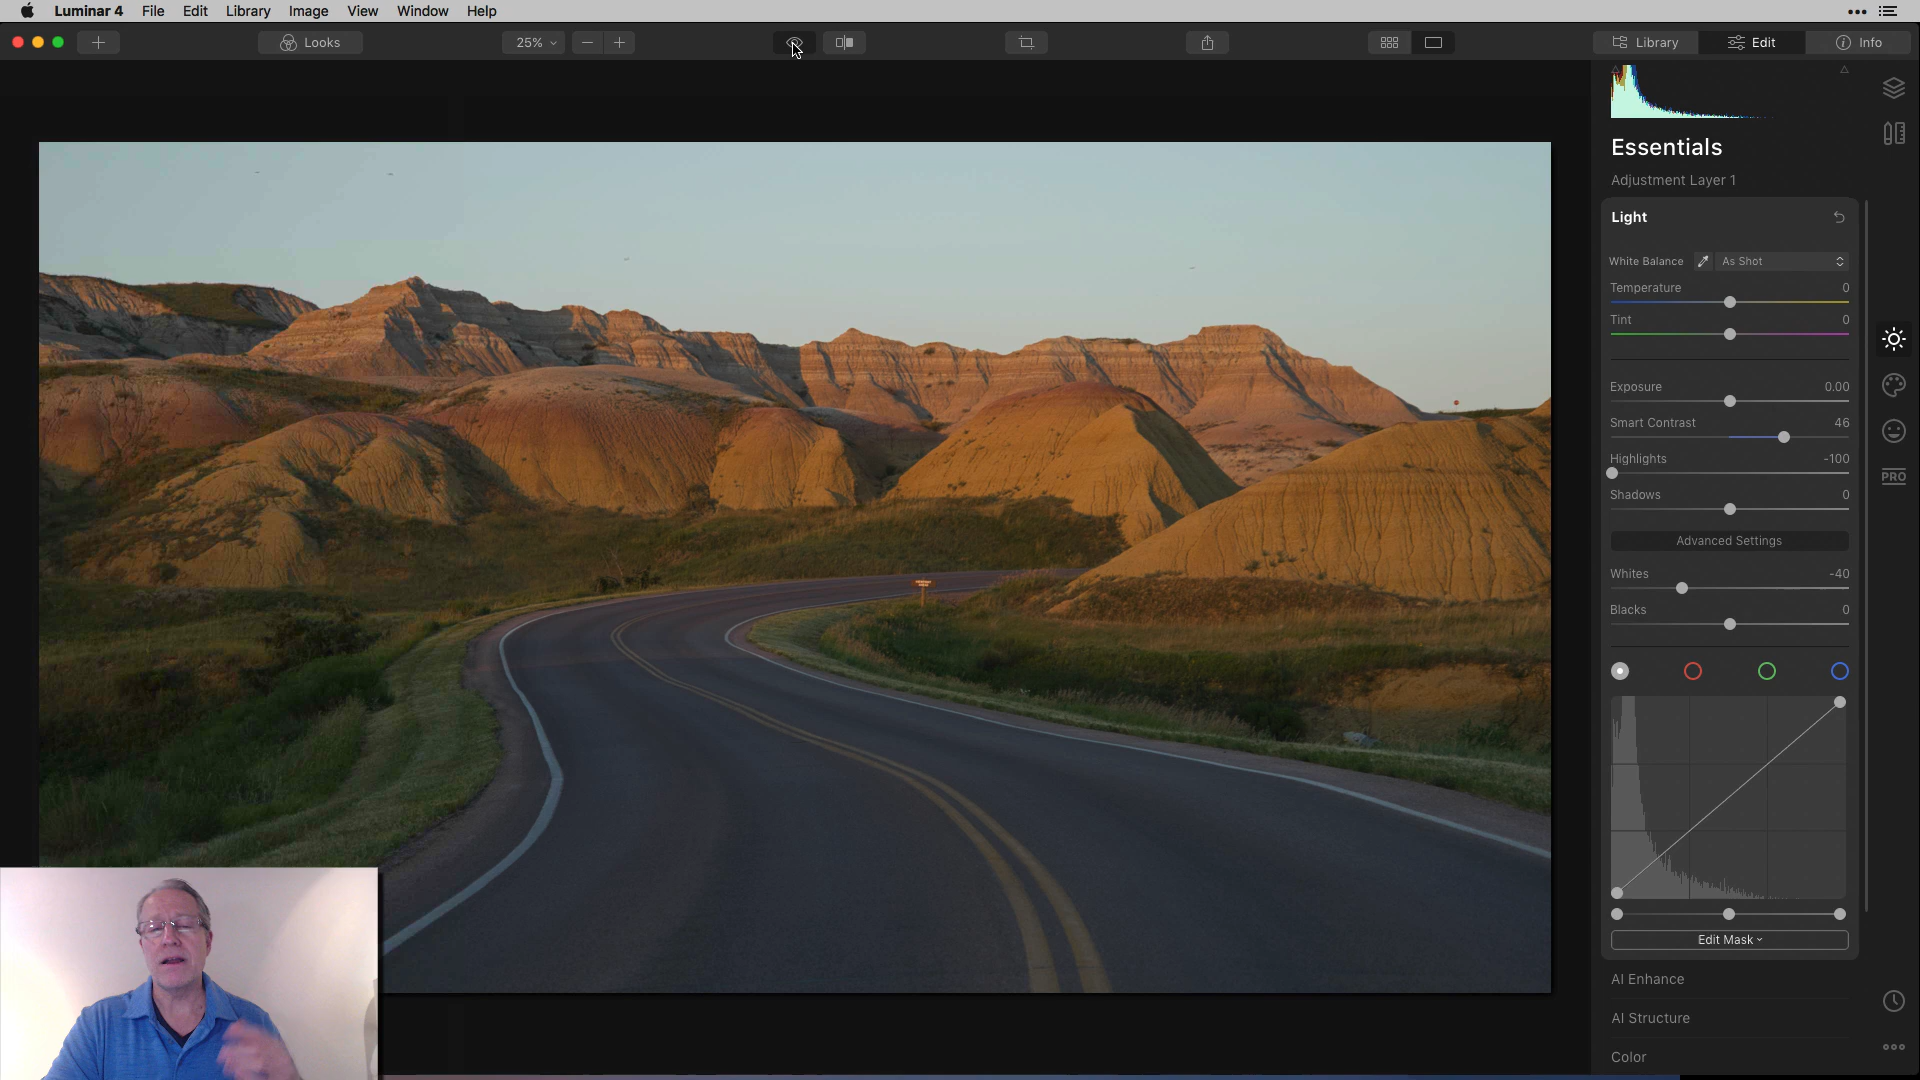 Luminar 4 File Edit Library Image View Window Help
Looks 25% Library Edit Info
Essentials
Adjustment Layer 1
Light
White Balance As Shot
Temperature 0
Tint 0
Exposure 0.00
Smart Contrast 46
Highlights -100
Shadows 0
Advanced Settings
Whites -40
Blacks 0
Edit Mask
AI Enhance
AI Structure
Color
PRO